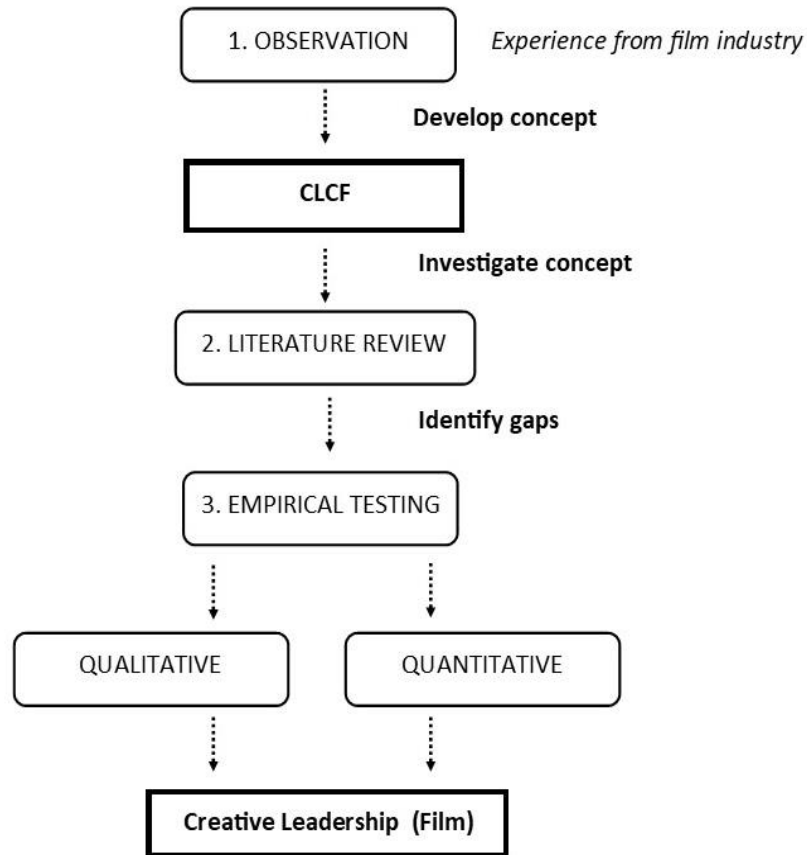 1. OBSERVATION
Experience from film industry
Develop concept
CLCF
Investigate concept
2. LITERATURE REVIEW
Identify gaps
3. EMPIRICAL TESTING
QUALITATIVE
QUANTITATIVE
Creative Leadership (Film)